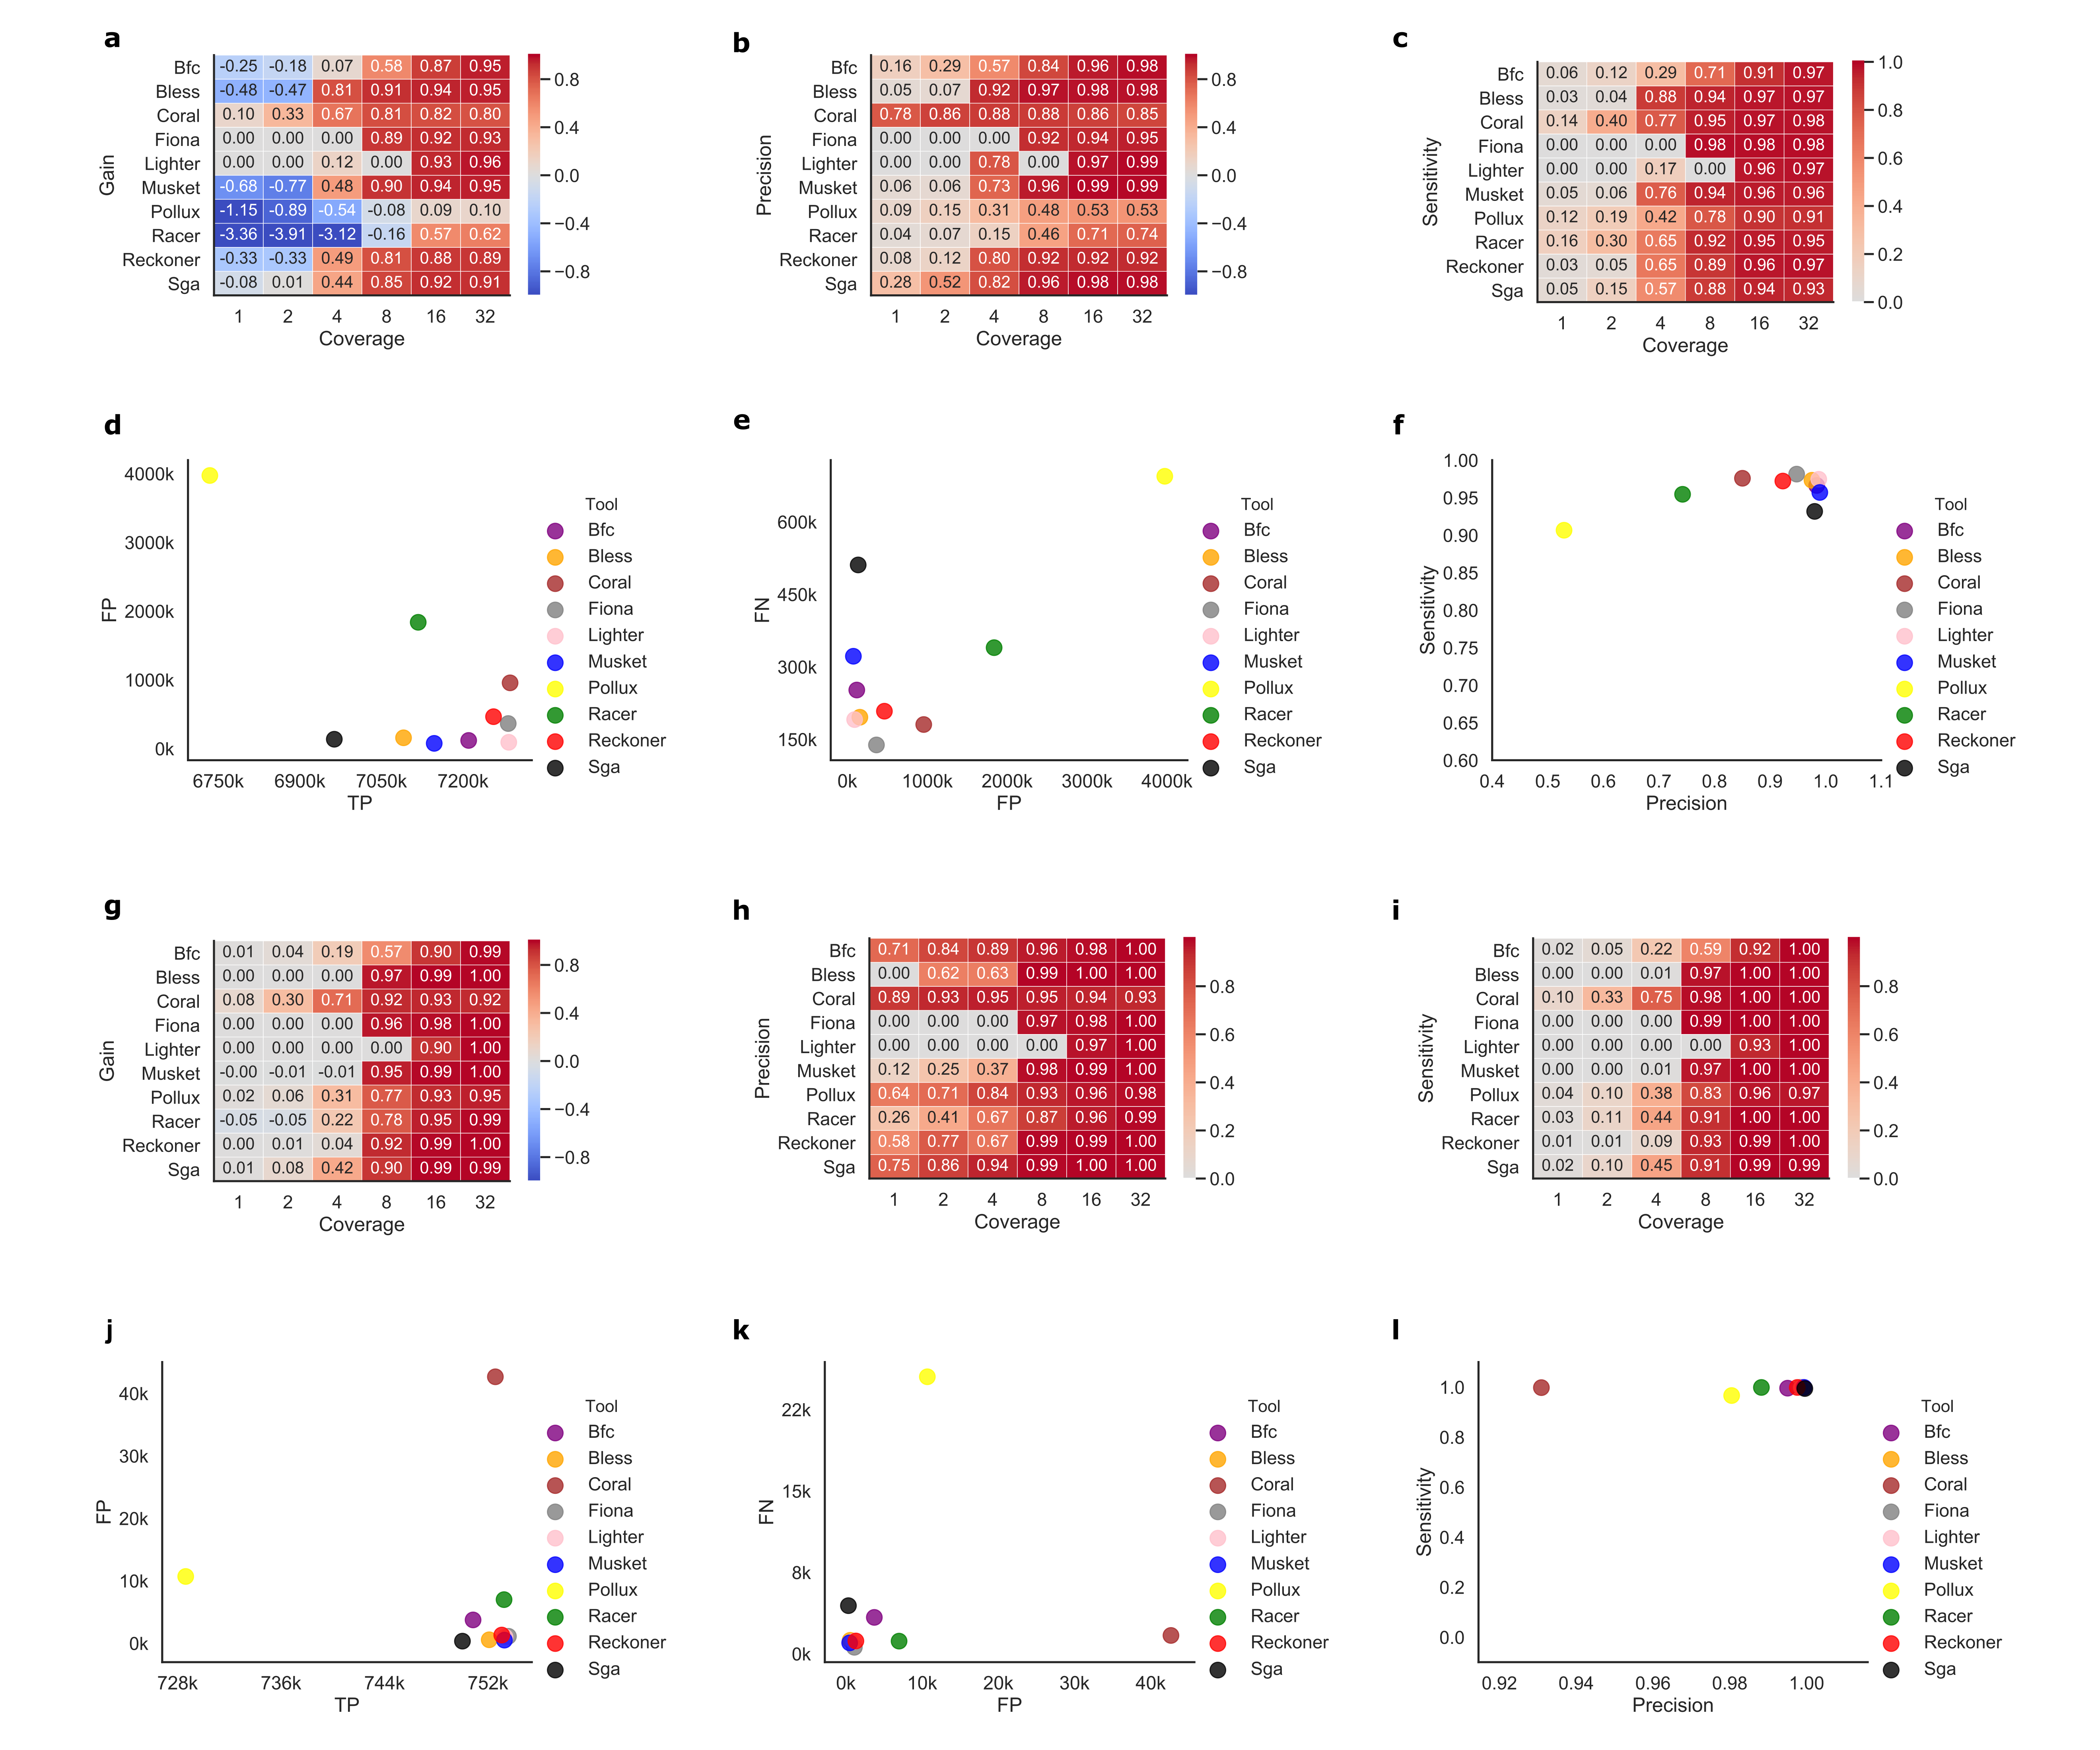 a
Gain
Bfc -0.25 -0.18 0.07 0.58 0.87 0.95
Bless -0.48 -0.47 0.81 0.91 0.94 0.95
Coral 0.10 0.33 0.67 0.81 0.82 0.80
Fiona 0.00 0.00 0.00 0.89 0.92 0.93
Lighter 0.00 0.00 0.12 0.00 0.93 0.96
Musket -0.68 -0.77 0.48 0.90 0.94 0.95
Pollux -1.15 -0.89 -0.54 -0.08 0.09 0.10
Racer -3.36 -3.91 -3.12 -0.16 0.57 0.62
Reckoner -0.33 -0.33 0.49 0.81 0.88 0.89
Sga -0.08 0.01 0.44 0.85 0.92 0.91
1 2 4 8 16 32
Coverage
0.8
0.4
0.0
−0.4
−0.8
b
Precision
Bfc 0.16 0.29 0.57 0.84 0.96 0.98
Bless 0.05 0.07 0.92 0.97 0.98 0.98
Coral 0.78 0.86 0.88 0.88 0.86 0.85
Fiona 0.00 0.00 0.00 0.92 0.94 0.95
Lighter 0.00 0.00 0.78 0.00 0.97 0.99
Musket 0.06 0.06 0.73 0.96 0.99 0.99
Pollux 0.09 0.15 0.31 0.48 0.53 0.53
Racer 0.04 0.07 0.15 0.46 0.71 0.74
Reckoner 0.08 0.12 0.80 0.92 0.92 0.92
Sga 0.28 0.52 0.82 0.96 0.98 0.98
1 2 4 8 16 32
Coverage
0.8
0.4
0.0
−0.4
−0.8
c
Sensitivity
Bfc 0.06 0.12 0.29 0.71 0.91 0.97
Bless 0.03 0.04 0.88 0.94 0.97 0.97
Coral 0.14 0.40 0.77 0.95 0.97 0.98
Fiona 0.00 0.00 0.00 0.98 0.98 0.98
Lighter 0.00 0.00 0.17 0.00 0.96 0.97
Musket 0.05 0.06 0.76 0.94 0.96 0.96
Pollux 0.12 0.19 0.42 0.78 0.90 0.91
Racer 0.16 0.30 0.65 0.92 0.95 0.95
Reckoner 0.03 0.05 0.65 0.89 0.96 0.97
Sga 0.05 0.15 0.57 0.88 0.94 0.93
1 2 4 8 16 32
Coverage
1.0
0.8
0.6
0.4
0.2
0.0
d
FP
4000k
3000k
2000k
1000k
0k
6750k 6900k 7050k 7200k
TP
Tool
Bfc
Bless
Coral
Fiona
Lighter
Musket
Pollux
Racer
Reckoner
Sga
e
FN
600k
450k
300k
150k
0k 1000k 2000k 3000k 4000k
FP
Tool
Bfc
Bless
Coral
Fiona
Lighter
Musket
Pollux
Racer
Reckoner
Sga
f
Sensitivity
1.00
0.95
0.90
0.85
0.80
0.75
0.70
0.65
0.60
0.4 0.5 0.6 0.7 0.8 0.9 1.0 1.1
Precision
Tool
Bfc
Bless
Coral
Fiona
Lighter
Musket
Pollux
Racer
Reckoner
Sga
g
Gain
Bfc 0.01 0.04 0.19 0.57 0.90 0.99
Bless 0.00 0.00 0.00 0.97 0.99 1.00
Coral 0.08 0.30 0.71 0.92 0.93 0.92
Fiona 0.00 0.00 0.00 0.96 0.98 1.00
Lighter 0.00 0.00 0.00 0.00 0.90 1.00
Musket -0.00 -0.01 -0.01 0.95 0.99 1.00
Pollux 0.02 0.06 0.31 0.77 0.93 0.95
Racer -0.05 -0.05 0.22 0.78 0.95 0.99
Reckoner 0.00 0.01 0.04 0.92 0.99 1.00
Sga 0.01 0.08 0.42 0.90 0.99 0.99
1 2 4 8 16 32
Coverage
0.8
0.4
0.0
−0.4
−0.8
h
Precision
Bfc 0.71 0.84 0.89 0.96 0.98 1.00
Bless 0.00 0.62 0.63 0.99 1.00 1.00
Coral 0.89 0.93 0.95 0.95 0.94 0.93
Fiona 0.00 0.00 0.00 0.97 0.98 1.00
Lighter 0.00 0.00 0.00 0.00 0.97 1.00
Musket 0.12 0.25 0.37 0.98 0.99 1.00
Pollux 0.64 0.71 0.84 0.93 0.96 0.98
Racer 0.26 0.41 0.67 0.87 0.96 0.99
Reckoner 0.58 0.77 0.67 0.99 0.99 1.00
Sga 0.75 0.86 0.94 0.99 1.00 1.00
1 2 4 8 16 32
Coverage
0.8
0.6
0.4
0.2
0.0
i
Sensitivity
Bfc 0.02 0.05 0.22 0.59 0.92 1.00
Bless 0.00 0.00 0.01 0.97 1.00 1.00
Coral 0.10 0.33 0.75 0.98 1.00 1.00
Fiona 0.00 0.00 0.00 0.99 1.00 1.00
Lighter 0.00 0.00 0.00 0.00 0.93 1.00
Musket 0.00 0.00 0.01 0.97 1.00 1.00
Pollux 0.04 0.10 0.38 0.83 0.96 0.97
Racer 0.03 0.11 0.44 0.91 1.00 1.00
Reckoner 0.01 0.01 0.09 0.93 0.99 1.00
Sga 0.02 0.10 0.45 0.91 0.99 0.99
1 2 4 8 16 32
Coverage
0.8
0.6
0.4
0.2
0.0
j
FP
40k
30k
20k
10k
0k
728k 736k 744k 752k
TP
Tool
Bfc
Bless
Coral
Fiona
Lighter
Musket
Pollux
Racer
Reckoner
Sga
k
FN
22k
15k
8k
0k
0k 10k 20k 30k 40k
FP
Tool
Bfc
Bless
Coral
Fiona
Lighter
Musket
Pollux
Racer
Reckoner
Sga
l
Sensitivity
1.0
0.8
0.6
0.4
0.2
0.0
0.92 0.94 0.96 0.98 1.00
Precision
Tool
Bfc
Bless
Coral
Fiona
Lighter
Musket
Pollux
Racer
Reckoner
Sga